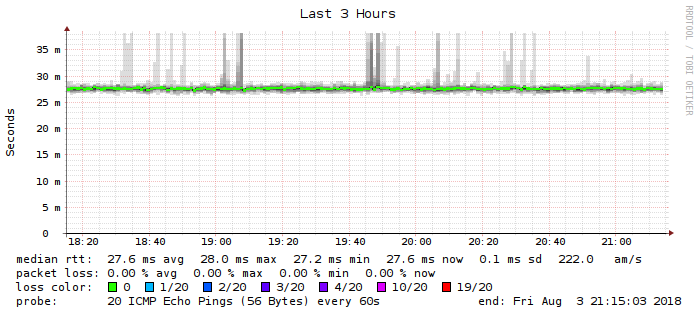 Last 3 Hours
RRDTOOL / TOBI OETIKER
Seconds
35 m
30 m
25 m
20 m
15 m
10 m
5 m
0
18:20 18:40 19:00 19:20 19:40 20:00 20:20 20:40 21:00
median rtt: 27.6 ms avg 28.0 ms max 27.2 ms min 27.6 ms now 0.1 ms sd 222.0 am/s
packet loss: 0.00 % avg 0.00 % max 0.00 % min 0.00 % now
loss color: 0 1/20 2/20 3/20 4/20 10/20 19/20
probe: 20 ICMP Echo Pings (56 Bytes) every 60s end: Fri Aug 3 21:15:03 2018